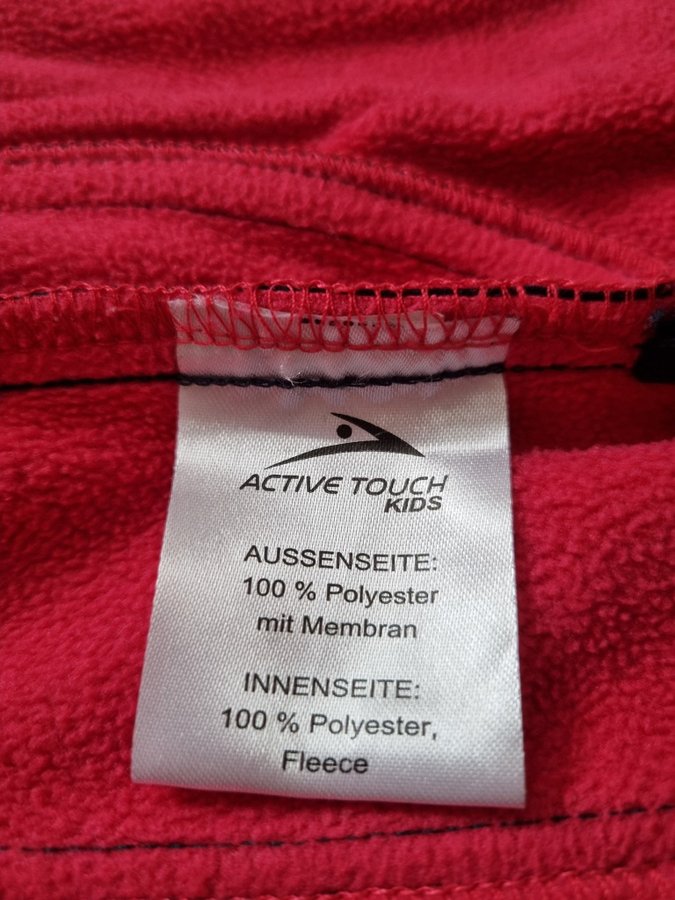 ACTIVE TOUCH
KIDS
AUSSENSEITE:
100 % Polyester
mit Membran
INNENSEITE:
100 % Polyester,
Fleece